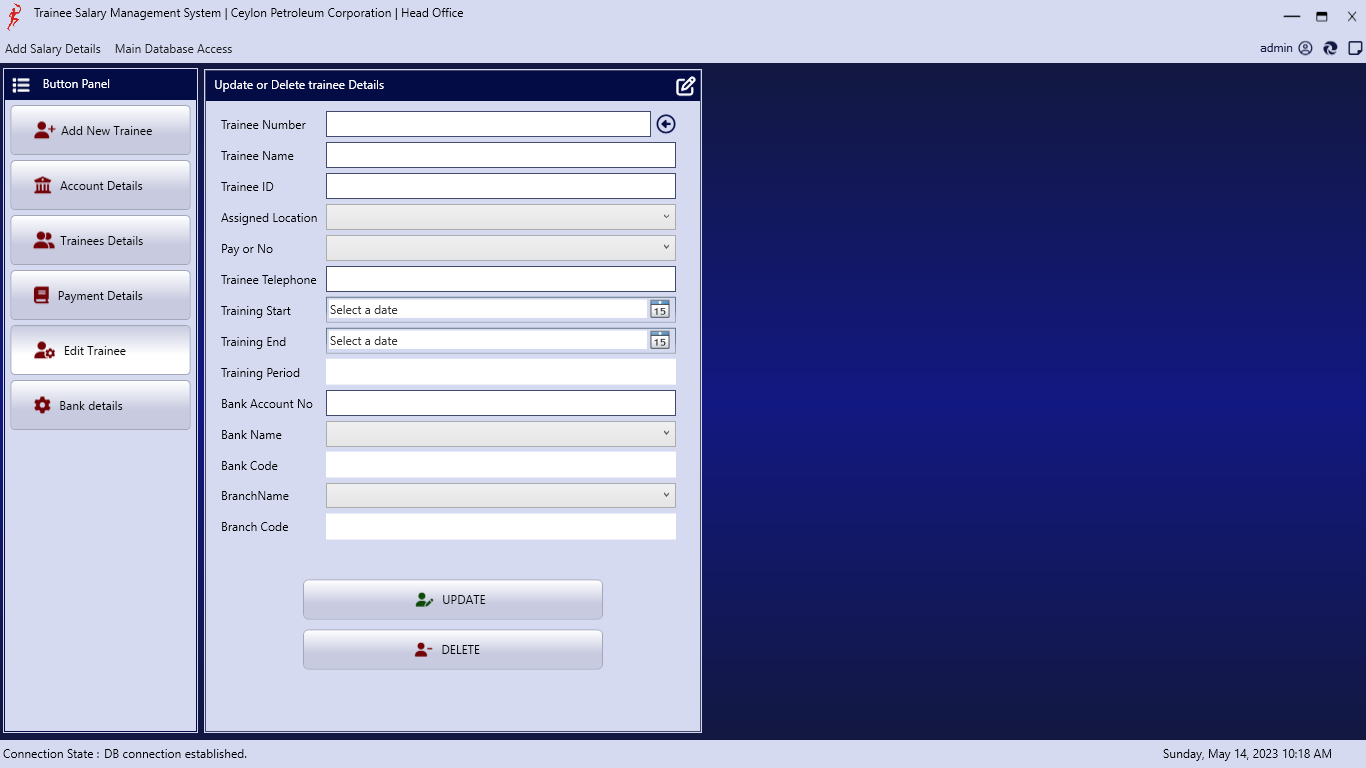 Trainee Salary Management System | Ceylon Petroleum Corporation | Head Office
Add Salary Details Main Database Access admin
Button Panel
Add New Trainee
Account Details
Trainees Details
Payment Details
Edit Trainee
Bank details
Update or Delete trainee Details
Trainee Number
Trainee Name
Trainee ID
Assigned Location
Pay or No
Trainee Telephone
Training Start Select a date 15
Training End Select a date 15
Training Period
Bank Account No
Bank Name
Bank Code
BranchName
Branch Code
UPDATE
DELETE
Connection State : DB connection established. Sunday, May 14, 2023 10:18 AM